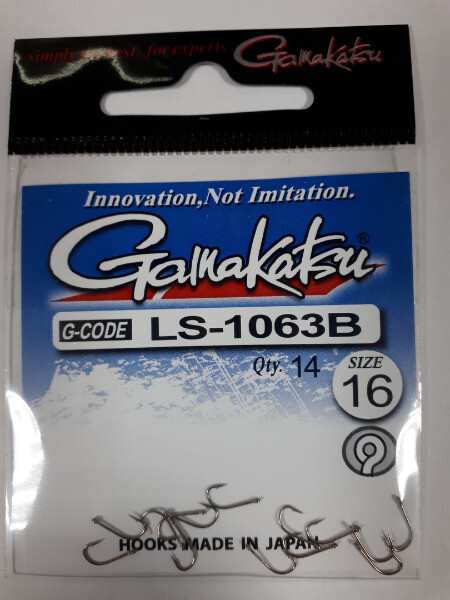 simply the best - for experts Gamakatsu
Innovation, Not Imitation.
Gamakatsu®
G-CODE LS-1063B
Qty. 14
SIZE
16
HOOKS MADE IN JAPAN